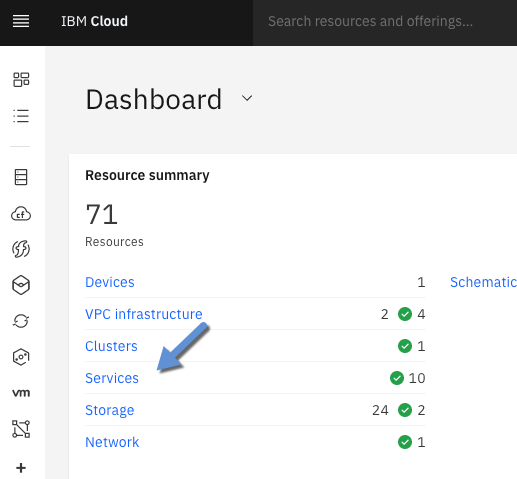 IBM Cloud
Search resources and offerings...
Dashboard
Resource summary
71
Resources
Devices 1 Schematic
VPC infrastructure 2 4
Clusters 1
cf
Services 10
vm
Storage 24 2
Network 1